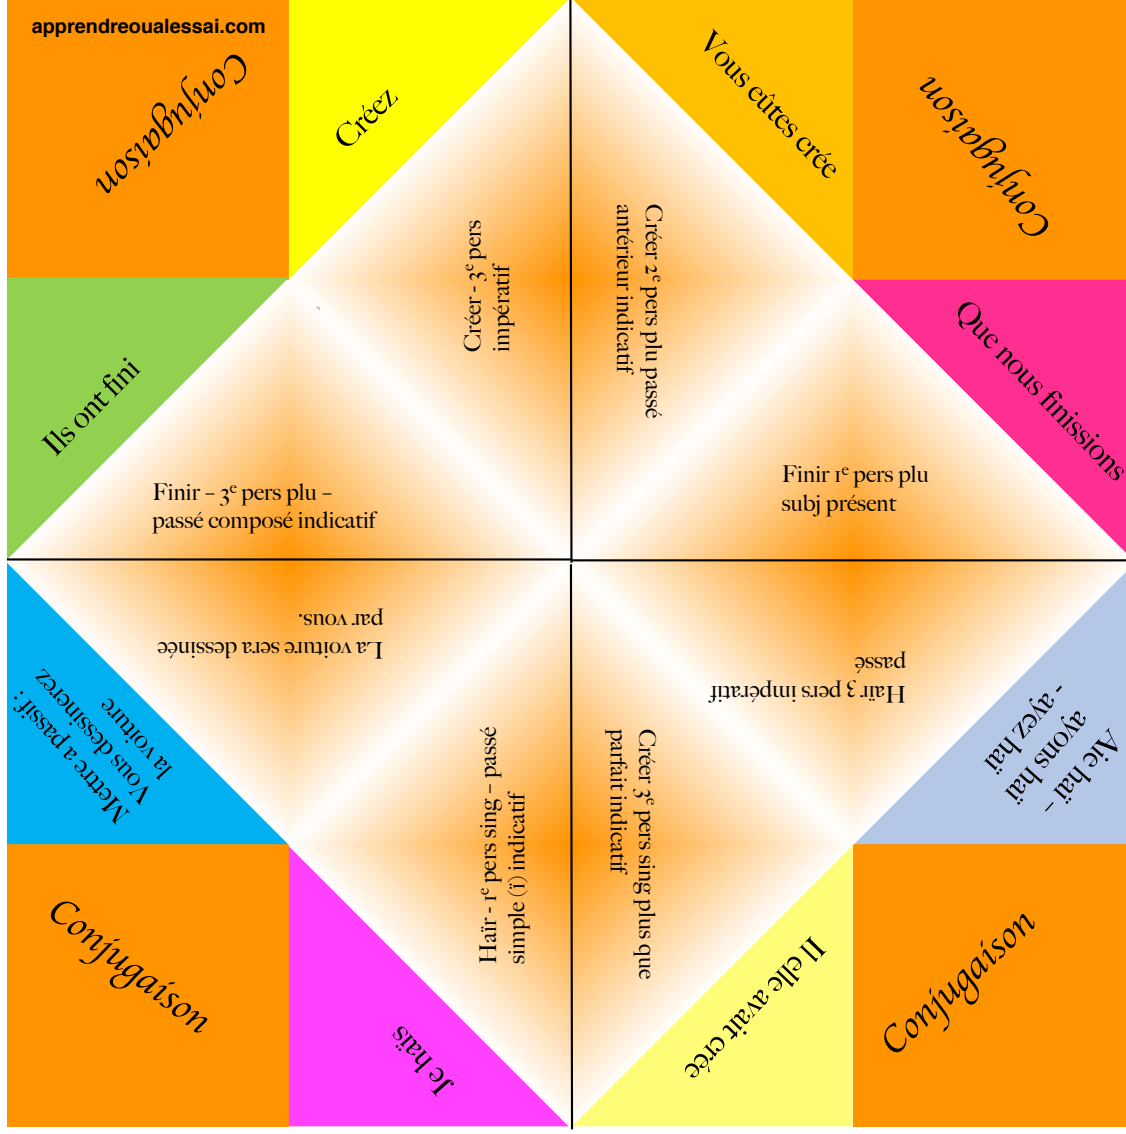 apprendreoualessai.com
Conjugaison
Créez
Vous eûtes crée
Conjugaison
Créer - 3e pers
impératif
Créer 2e pers plu passé
antérieur indicatif
Ils ont fini
Que nous finissions
Finir – 3e pers plu –
passé composé indicatif
Finir 1e pers plu
subj présent
La voiture sera dessinée
par vous.
Haïr 3 pers impératif
passé
Mettre a passif :
Vous dessinerez
la voiture
Aie haï –
ayons haï
- ayez haï
Haïr - 1e pers sing – passé
simple (ï) indicatif
Créer 3e pers sing plus que
parfait indicatif
Conjugaison
Je haïs
Il elle avait crée
Conjugaison